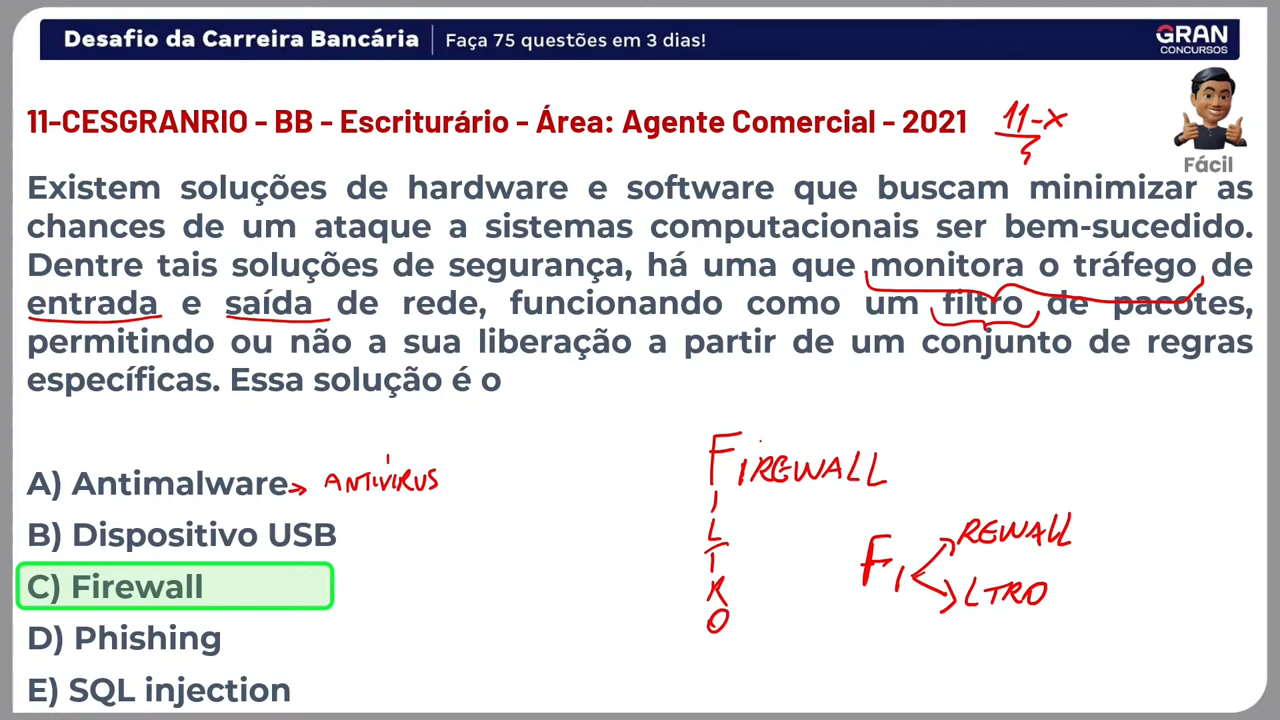 Desafio da Carreira Bancária | Faça 75 questões em 3 dias!
GRAN
CONCURSOS
11-CESGRANRIO - BB - Escriturário - Área: Agente Comercial - 2021
11-X
Fácil
Existem soluções de hardware e software que buscam minimizar as
chances de um ataque a sistemas computacionais ser bem-sucedido.
Dentre tais soluções de segurança, há uma que monitora o tráfego de
entrada e saída de rede, funcionando como um filtro de pacotes,
permitindo ou não a sua liberação a partir de um conjunto de regras
específicas. Essa solução é o
A) Antimalware → ANTIVÍRUS
B) Dispositivo USB
C) Firewall
D) Phishing
E) SQL injection
FIREWALL
I
L
T
R
O
FI
REWALL
LTRO